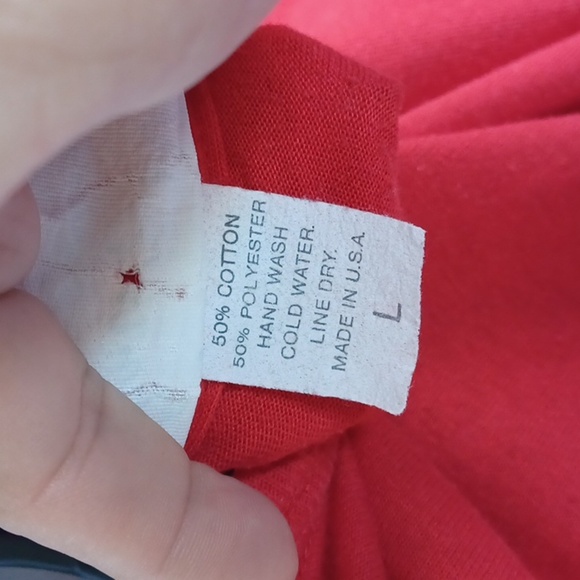 50% COTTON
50% POLYESTER
HAND WASH
COLD WATER.
LINE DRY.
MADE IN U.S.A.
L